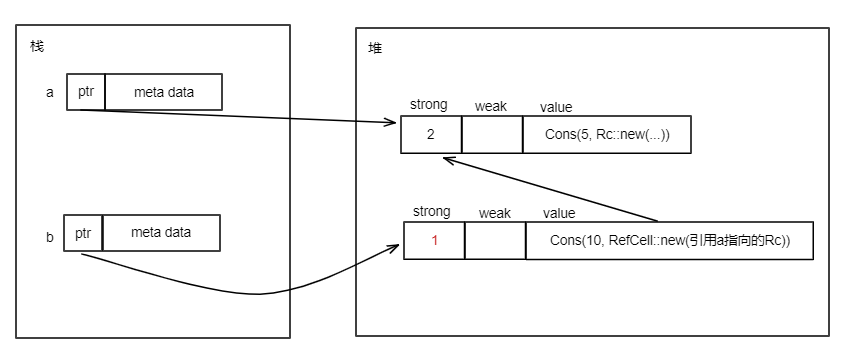 栈
堆
a
ptr
meta data
strong
weak
value
2
Cons(5, Rc::new(...))
b
ptr
meta data
strong
weak
value
1
Cons(10, RefCell::new(引用a指向的Rc))